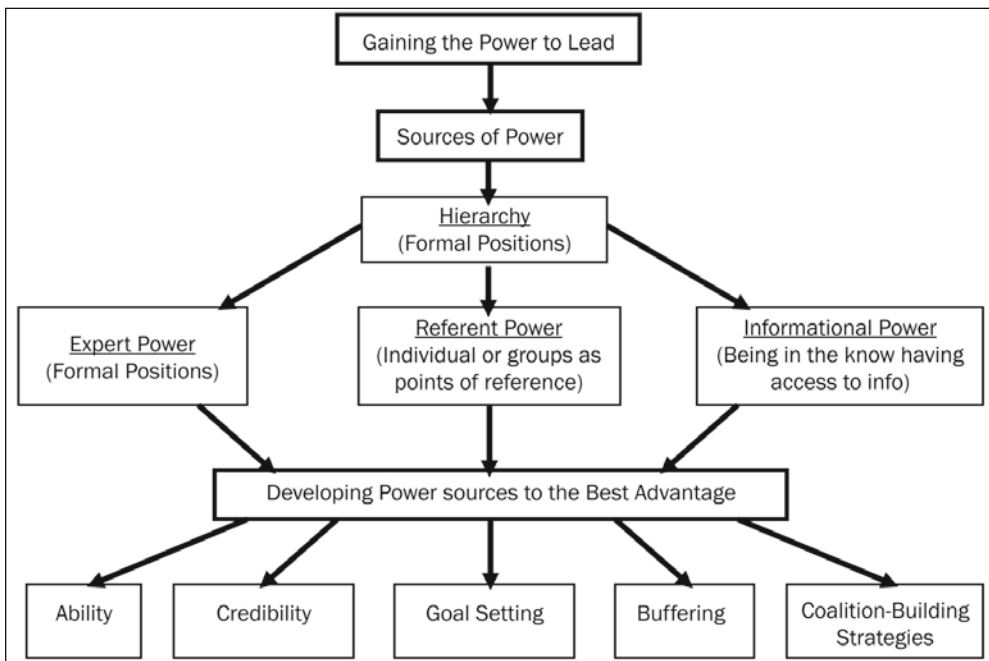 Gaining the Power to Lead
Sources of Power
Hierarchy
(Formal Positions)
Expert Power
(Formal Positions)
Referent Power
(Individual or groups as
points of reference)
Informational Power
(Being in the know having
access to info)
Developing Power sources to the Best Advantage
Ability
Credibility
Goal Setting
Buffering
Coalition-Building
Strategies